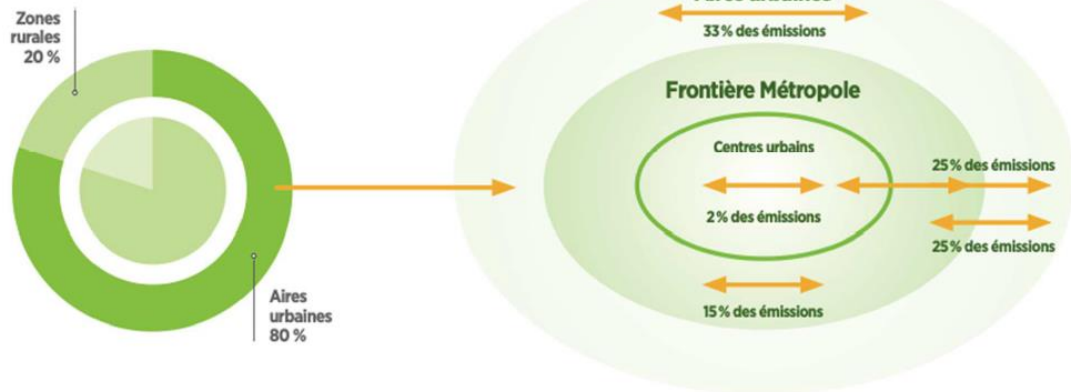 Zones
rurales
20 %
Aires
urbaines
80 %
33 % des émissions
Frontière Métropole
Centres urbains
2 % des émissions
25 % des émissions
25 % des émissions
15 % des émissions